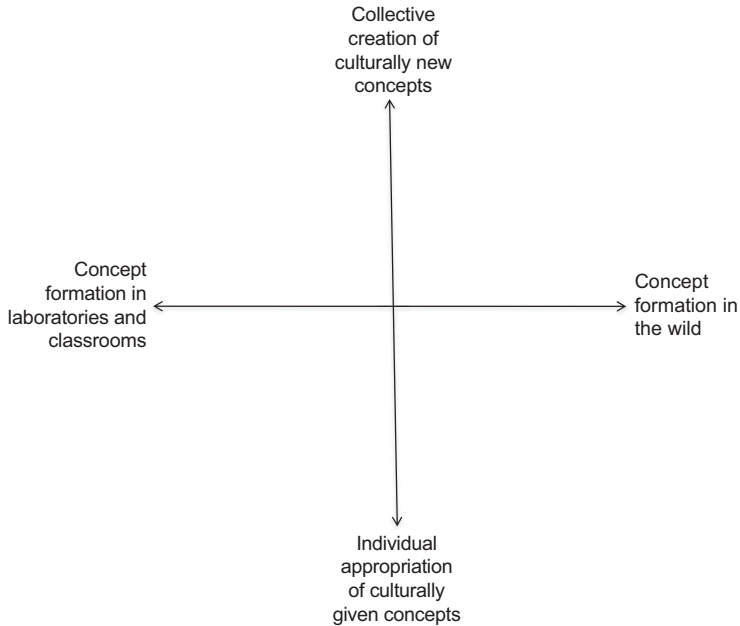 Collective
creation of
culturally new
concepts
Concept
formation in
laboratories and
classrooms
Concept
formation in
the wild
Individual
appropriation
of culturally
given concepts